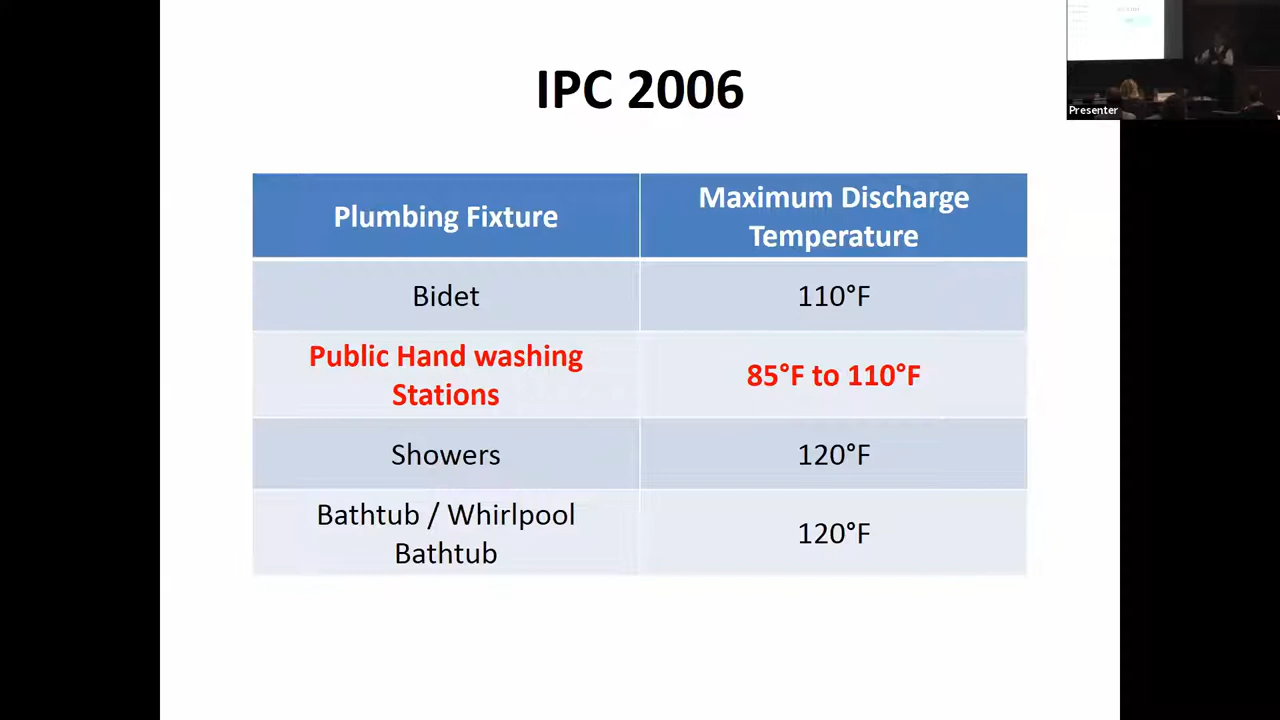 IPC 2006
Plumbing Fixture
Maximum Discharge
Temperature
Bidet
110°F
Public Hand washing
Stations
85°F to 110°F
Showers
120°F
Bathtub / Whirlpool
Bathtub
120°F
Presenter